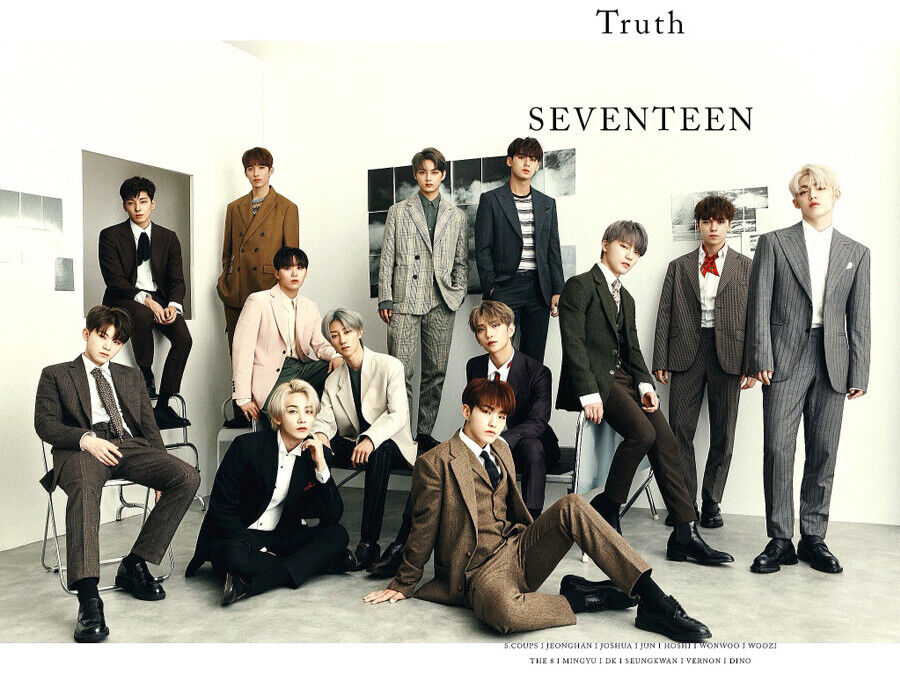 Truth
SEVENTEEN
S.COUPS I JEONGHAN I JOSHUA I JUN I HOSHI I WONWOO I WOOZI
THE 8 I MINGYU I DK I SEUNGKWAN I VERNON I DINO